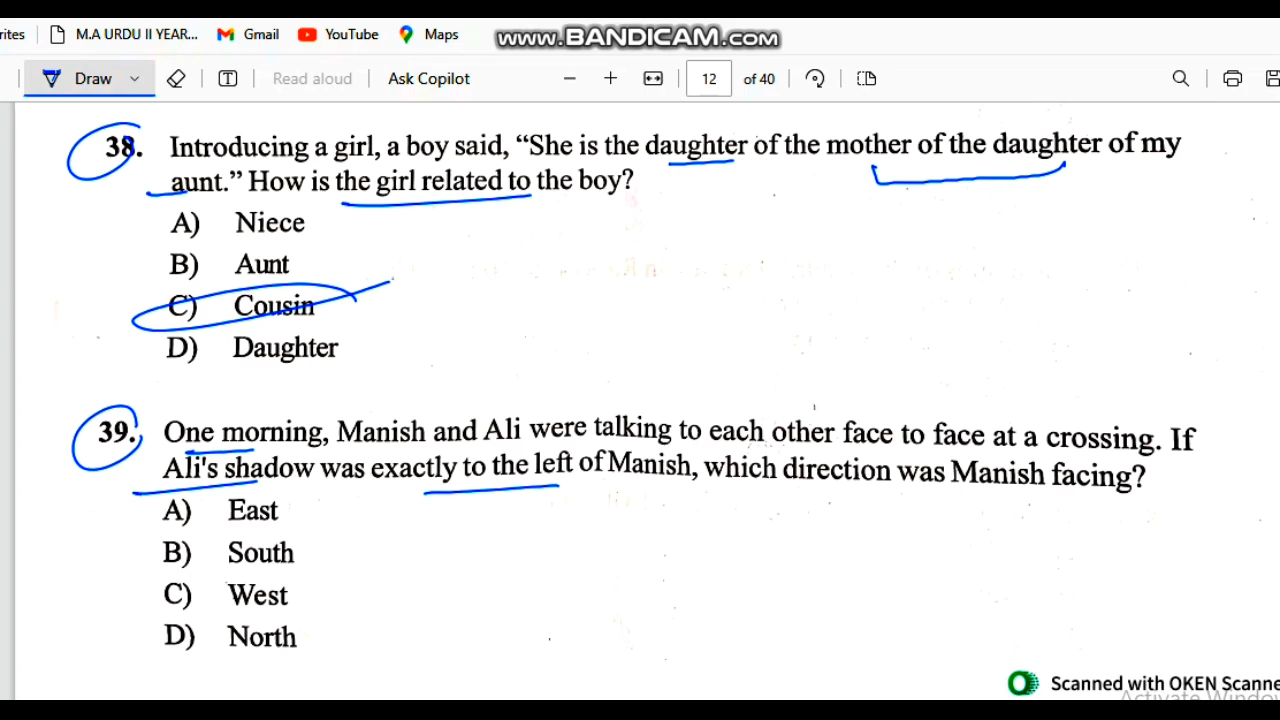 rites M.A URDU II YEAR... Gmail YouTube Maps www.BANDICAM.com
Draw Read aloud Ask Copilot 12 of 40
38. Introducing a girl, a boy said, “She is the daughter of the mother of the daughter of my
aunt.” How is the girl related to the boy?
A) Niece
B) Aunt
C) Cousin
D) Daughter
39. One morning, Manish and Ali were talking to each other face to face at a crossing. If
Ali's shadow was exactly to the left of Manish, which direction was Manish facing?
A) East
B) South
C) West
D) North
Scanned with OKEN Scanne
Activate Window